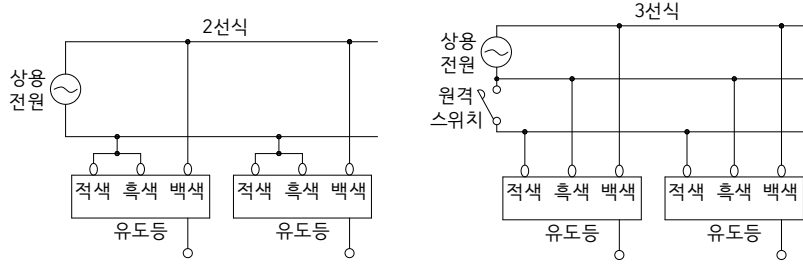 2선식
상용
전원
적색 흑색 백색
유도등
적색 흑색 백색
유도등
3선식
상용
전원
원격
스위치
적색 흑색 백색
유도등
적색 흑색 백색
유도등